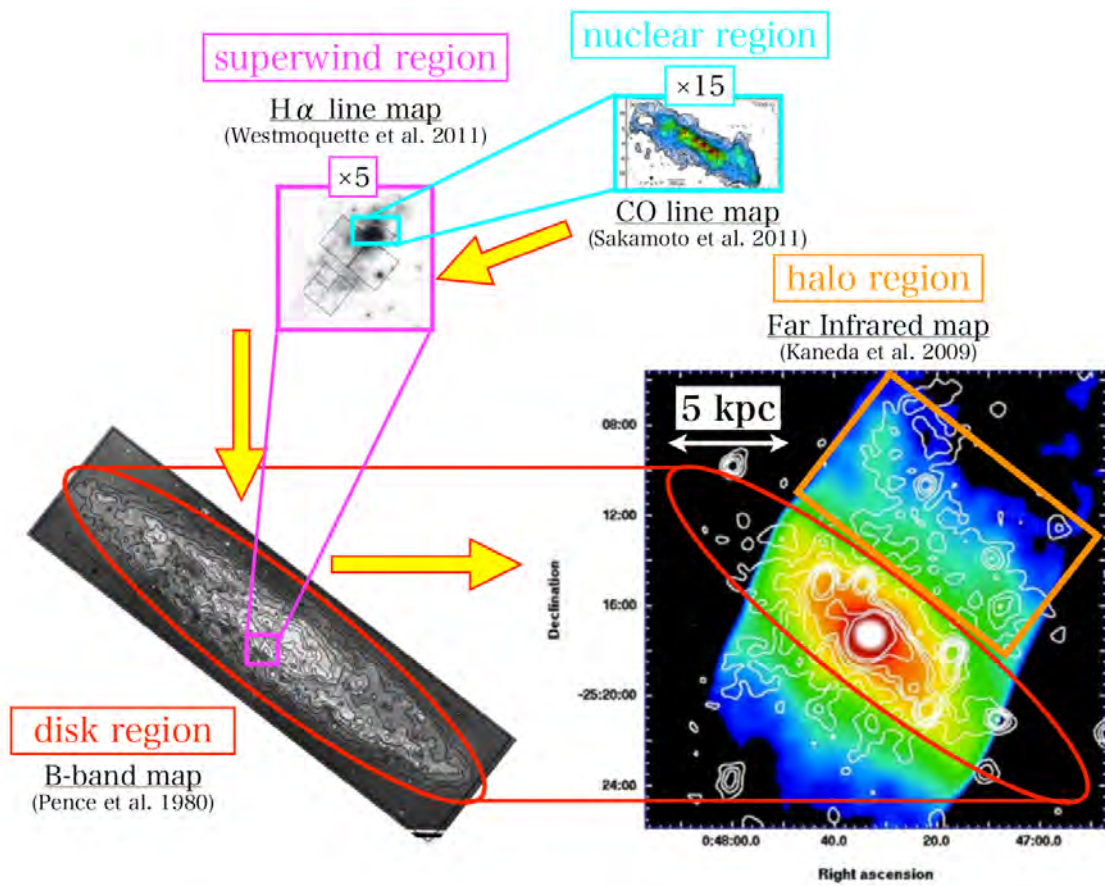 superwind region
Hα line map
(Westmoquette et al. 2011)
×5
nuclear region
×15
CO line map
(Sakamoto et al. 2011)
halo region
Far Infrared map
(Kaneda et al. 2009)
5 kpc
08:00
12:00
16:00
-25:20:00
24:00
Declination
0:48:00.0
40.0
20.0
47:00.0
Right ascension
disk region
B-band map
(Pence et al. 1980)